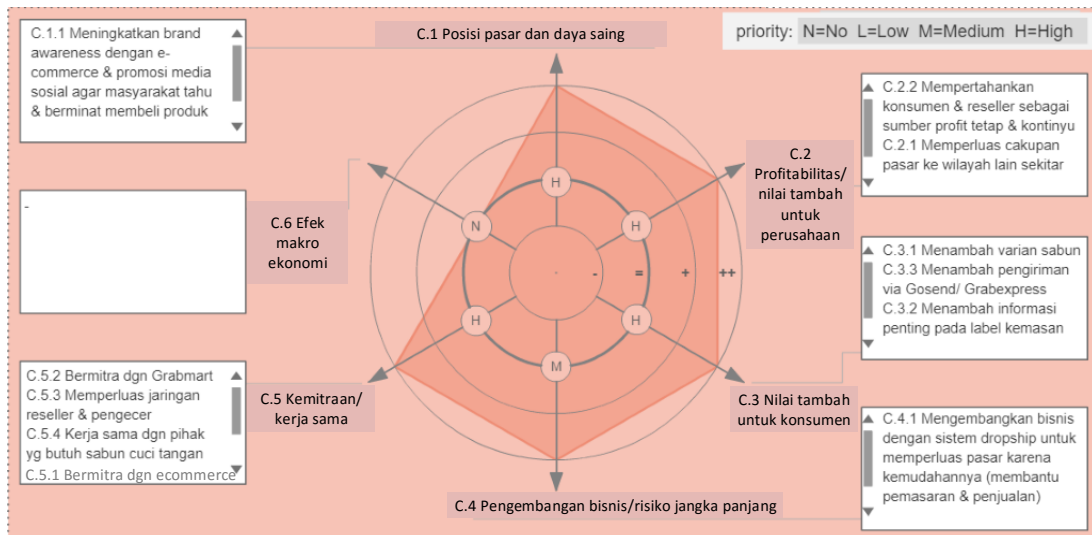 C.1.1 Meningkatkan brand
awareness dengan e-
commerce & promosi media
sosial agar masyarakat tahu
& berminat membeli produk
C.1 Posisi pasar dan daya saing
priority: N=No L=Low M=Medium H=High
C.2.2 Mempertahankan
konsumen & reseller sebagai
sumber profit tetap & kontinyu
C.2.1 Memperluas cakupan
pasar ke wilayah lain sekitar
C.2
Profitabilitas/
nilai tambah
untuk
perusahaan
-
C.6 Efek
makro
ekonomi
H
N
H
- = + ++
H
H
M
C.3.1 Menambah varian sabun
C.3.3 Menambah pengiriman
via Gosend/ Grabexpress
C.3.2 Menambah informasi
penting pada label kemasan
C.5.2 Bermitra dgn Grabmart
C.5.3 Memperluas jaringan
reseller & pengecer
C.5.4 Kerja sama dgn pihak
yg butuh sabun cuci tangan
C.5.1 Bermitra dgn ecommerce
C.5 Kemitraan/
kerja sama
C.3 Nilai tambah
untuk konsumen
C.4.1 Mengembangkan bisnis
dengan sistem dropship untuk
memperluas pasar karena
kemudahannya (membantu
pemasaran & penjualan)
C.4 Pengembangan bisnis/risiko jangka panjang